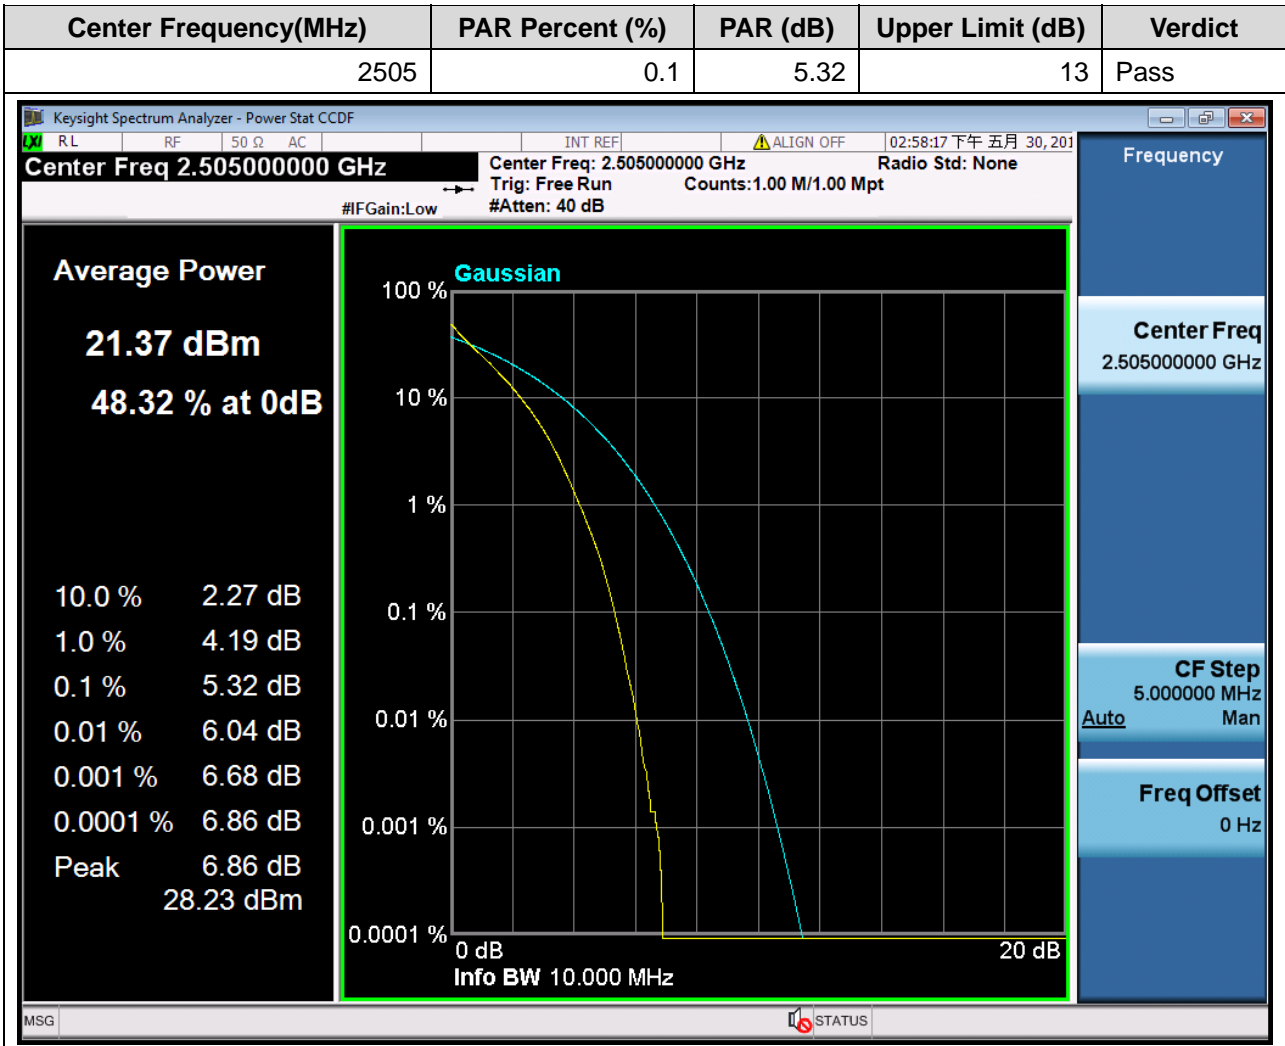 Center Frequency(MHz) PAR Percent (%) PAR (dB) Upper Limit (dB) Verdict
2505 0.1 5.32 13 Pass
Keysight Spectrum Analyzer - Power Stat CCDF
LXI RL RF 50 Ω AC INT REF ALIGN OFF 02:58:17 下午 五月 30, 201
Center Freq 2.505000000 GHz
Center Freq: 2.505000000 GHz Radio Std: None
Trig: Free Run Counts:1.00 M/1.00 Mpt
#IFGain:Low #Atten: 40 dB
Average Power
21.37 dBm
48.32 % at 0dB
10.0 % 2.27 dB
1.0 % 4.19 dB
0.1 % 5.32 dB
0.01 % 6.04 dB
0.001 % 6.68 dB
0.0001 % 6.86 dB
Peak 6.86 dB
28.23 dBm
Gaussian
100 %
10 %
1 %
0.1 %
0.01 %
0.001 %
0.0001 %
0 dB 20 dB
Info BW 10.000 MHz
Frequency
Center Freq
2.505000000 GHz
CF Step
5.000000 MHz
Auto Man
Freq Offset
0 Hz
MSG STATUS